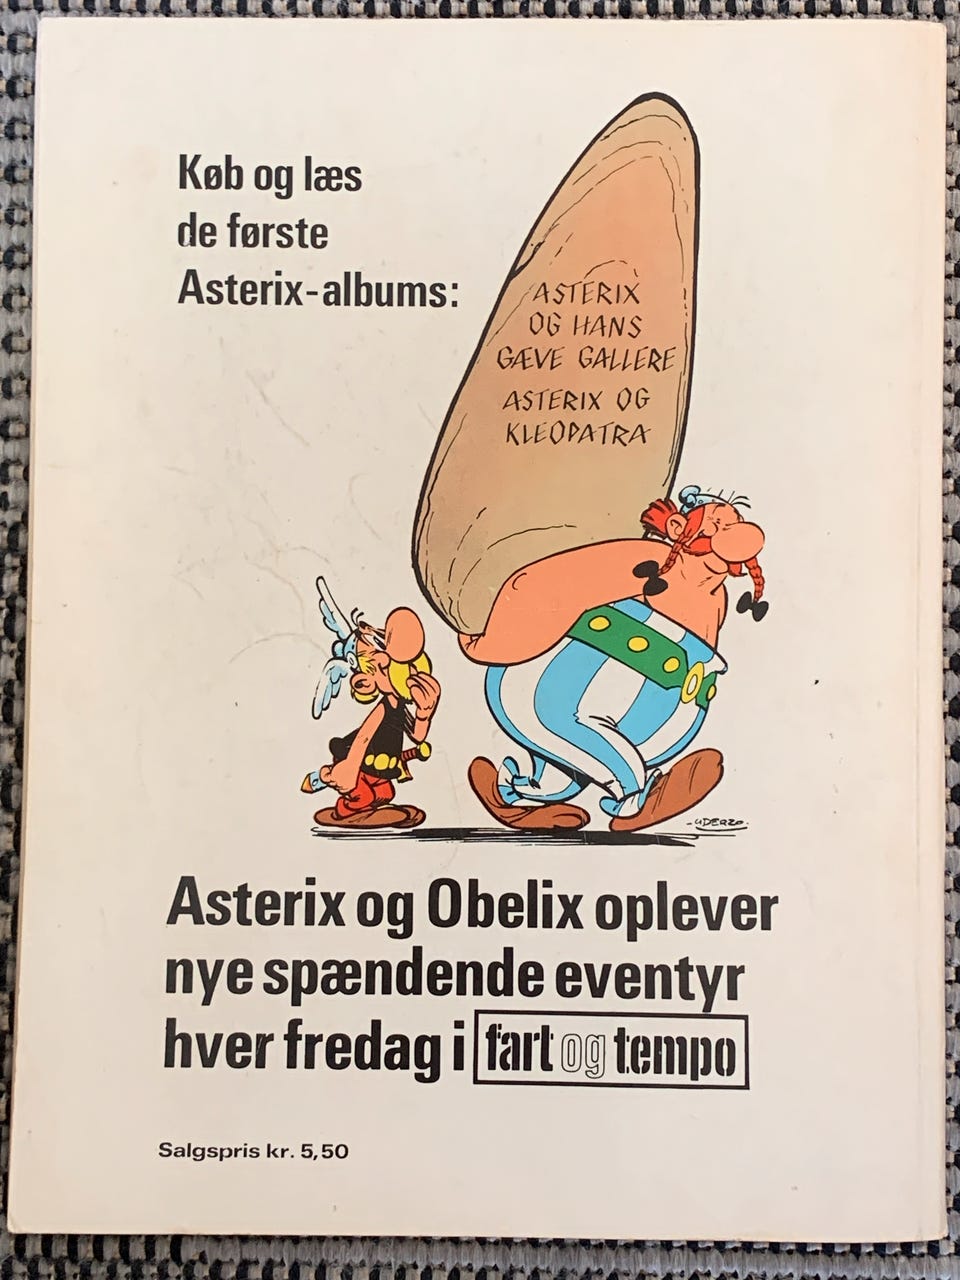 Køb og læs
de første
Asterix-albums:
ASTERIX
OG HANS
GÆVE GALLERE
ASTERIX OG
KLEOPATRA
-UDERZO-
Asterix og Obelix oplever
nye spændende eventyr
hver fredag i fart og tempo
Salgspris kr. 5,50